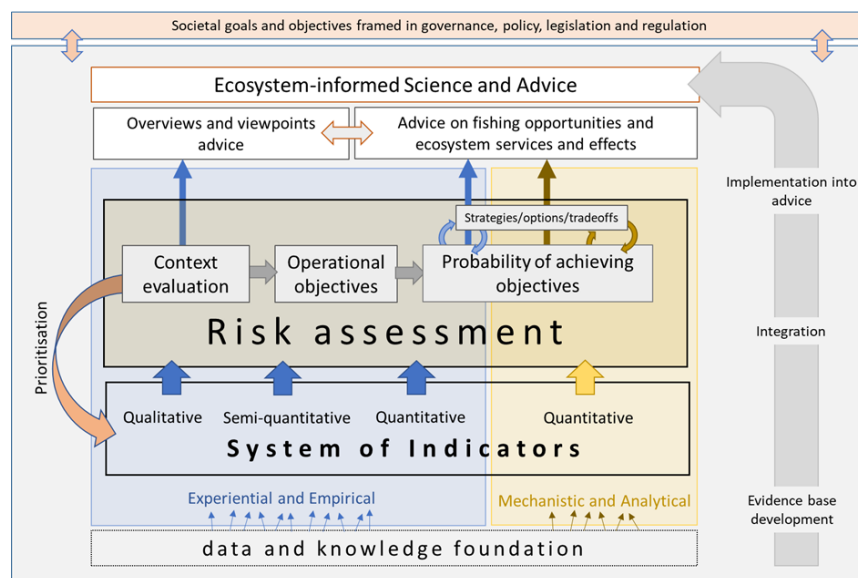 Societal goals and objectives framed in governance, policy, legislation and regulation
Ecosystem-informed Science and Advice
Overviews and viewpoints
advice
Advice on fishing opportunities and
ecosystem services and effects
Implementation into
advice
Strategies/options/tradeoffs
Context
evaluation
Operational
objectives
Probability of achieving
objectives
Risk assessment
Integration
Prioritisation
Qualitative
Semi-quantitative
Quantitative
Quantitative
System of Indicators
Experiential and Empirical
Mechanistic and Analytical
Evidence base
development
data and knowledge foundation